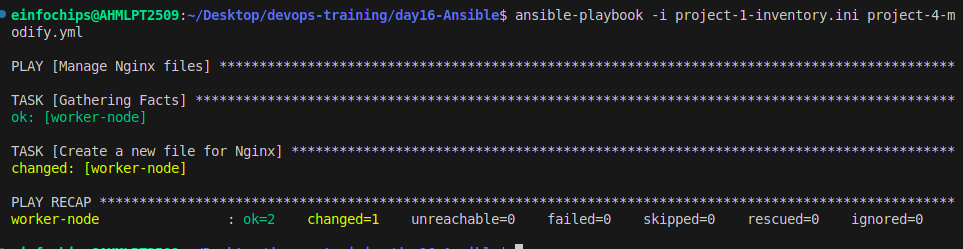 einfochips@AHMLPT2509:~/Desktop/devops-training/day16-Ansible$ ansible-playbook -i project-1-inventory.ini project-4-m
odify.yml
PLAY [Manage Nginx files] ********************************************************************************************
TASK [Gathering Facts] ***********************************************************************************************
ok: [worker-node]
TASK [Create a new file for Nginx] ***********************************************************************************
changed: [worker-node]
PLAY RECAP ***********************************************************************************************************
worker-node : ok=2 changed=1 unreachable=0 failed=0 skipped=0 rescued=0 ignored=0